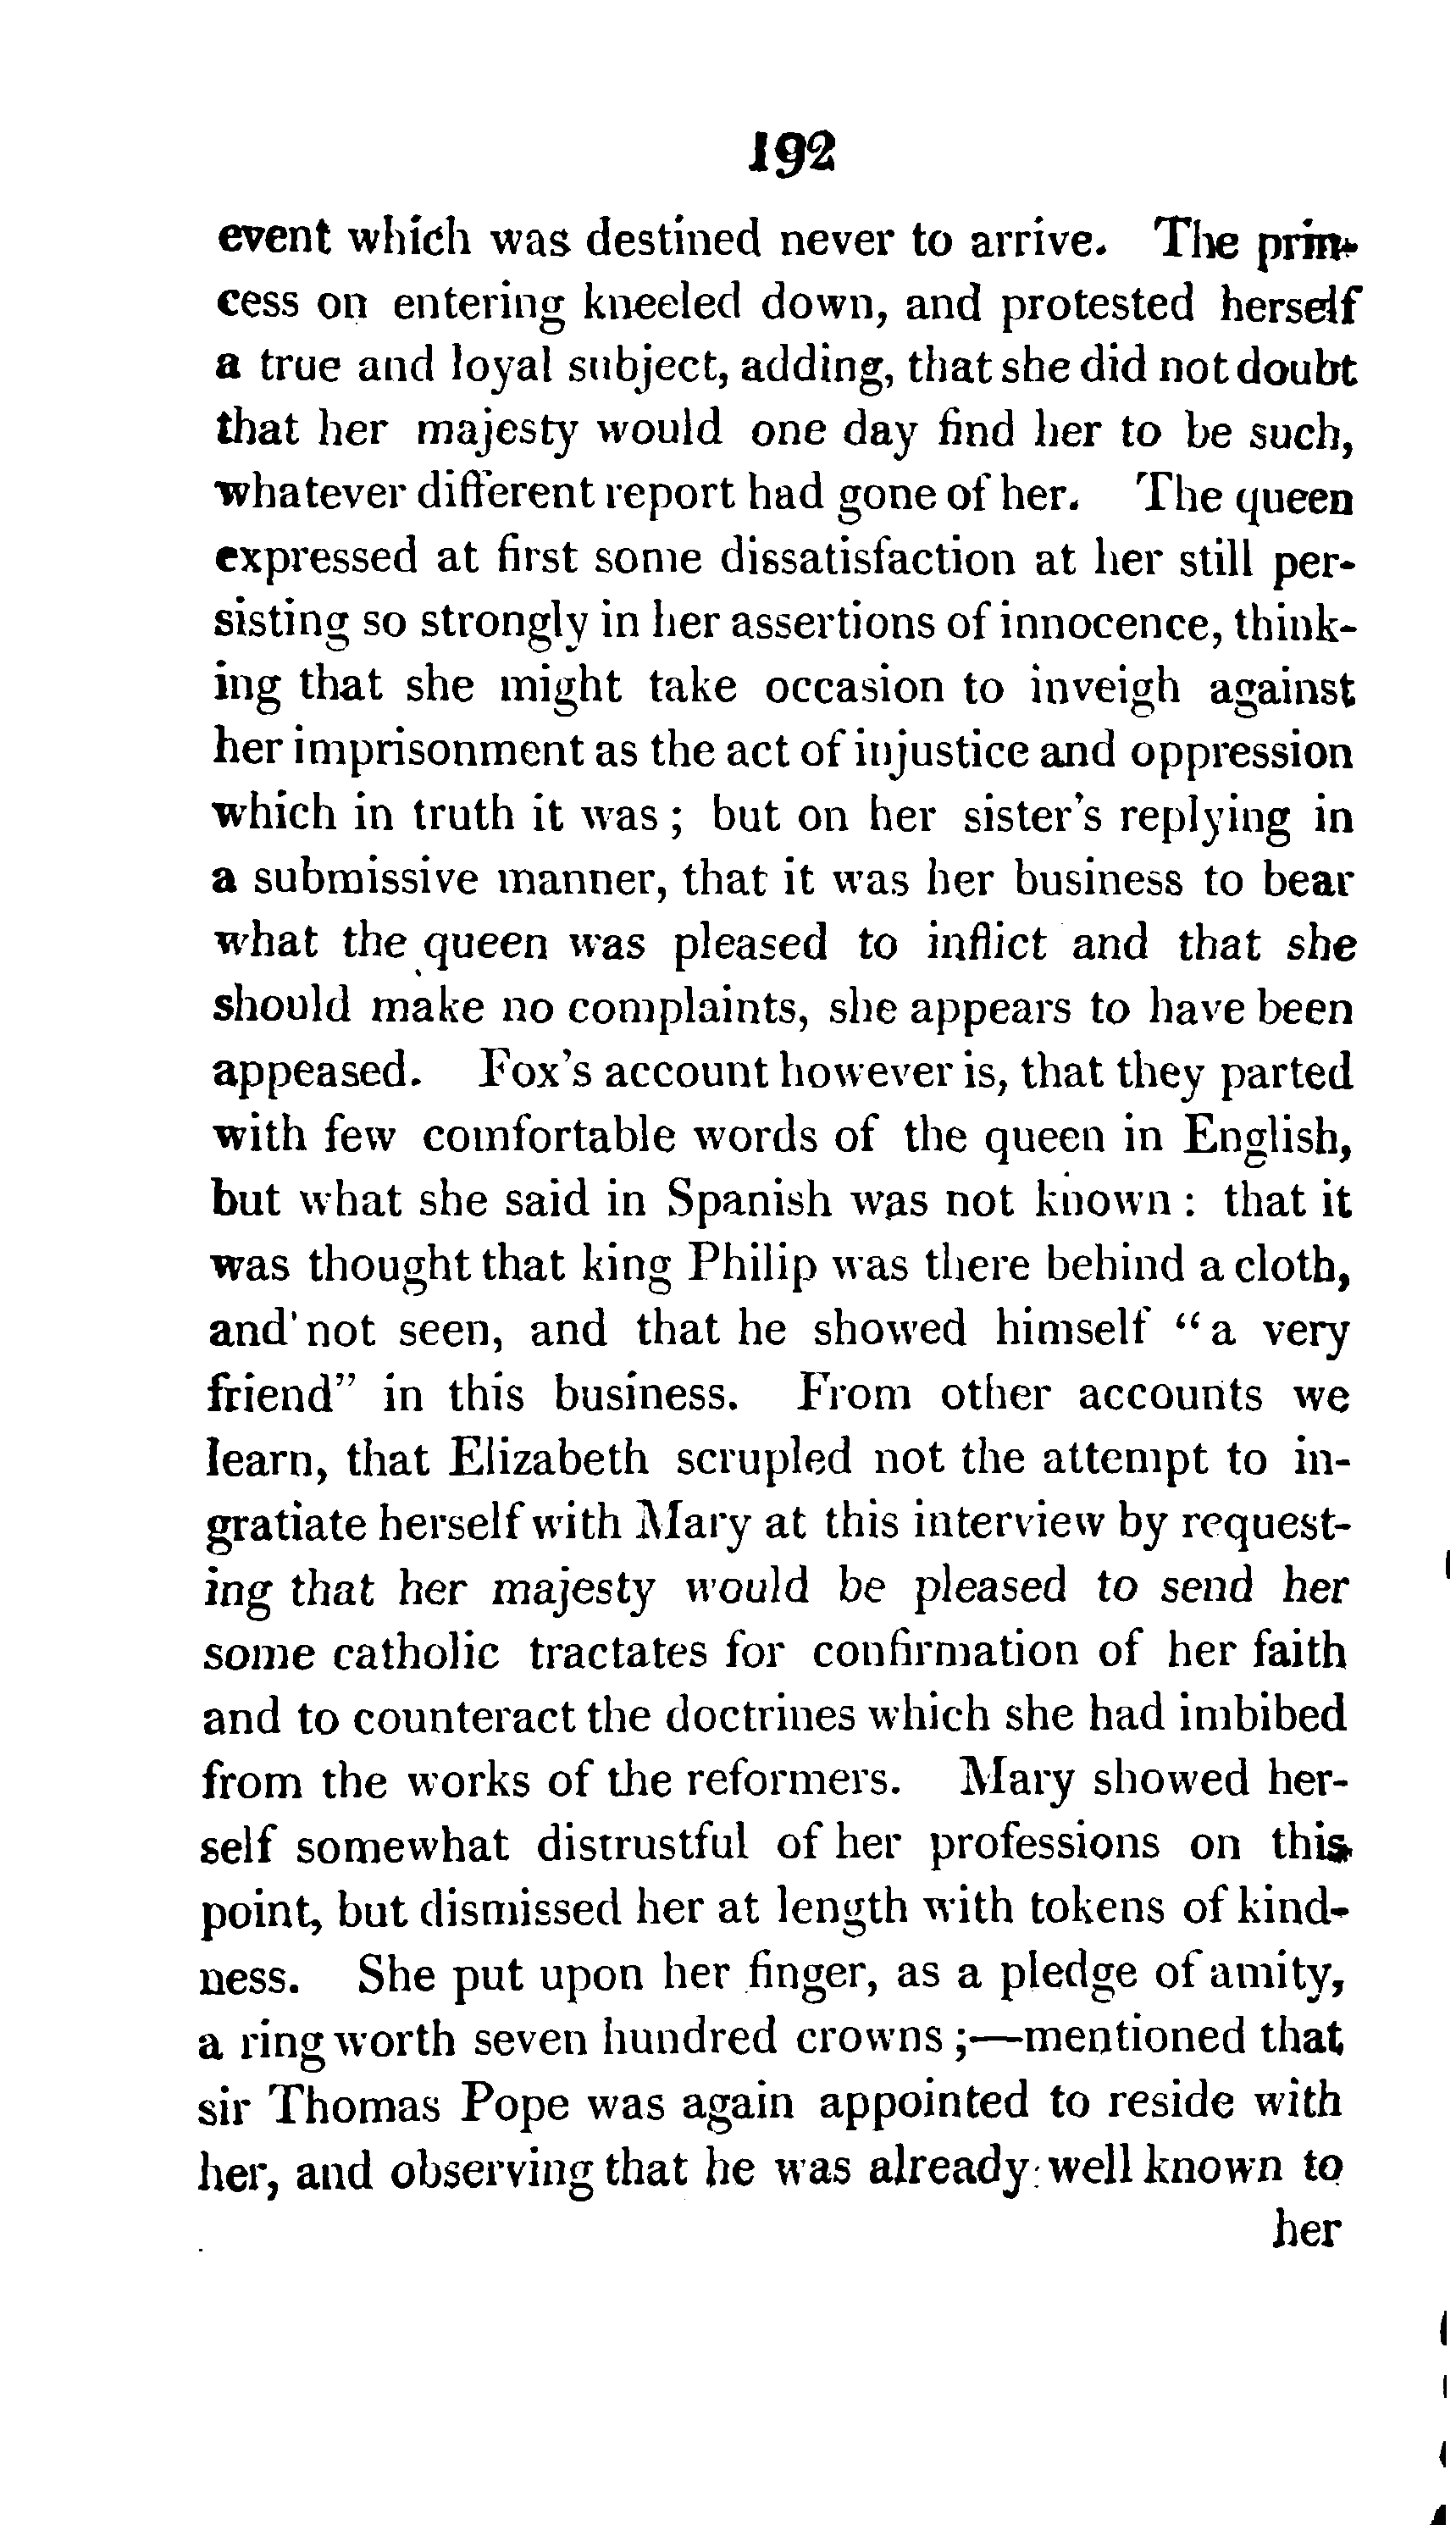 192
event which was destined never to arrive. The prin-
cess on entering kneeled down, and protested herself
a true and loyal subject, adding, that she did not doubt
that her majesty would one day find her to be such,
whatever different report had gone of her. The queen
expressed at first some dissatisfaction at her still per-
sisting so strongly in her assertions of innocence, think-
ing that she might take occasion to inveigh against
her imprisonment as the act of injustice and oppression
which in truth it was ; but on her sister's replying in
a submissive manner, that it was her business to bear
what the queen was pleased to inflict and that she
should make no complaints, she appears to have been
appeased. Fox's account however is, that they parted
with few comfortable words of the queen in English,
but what she said in Spanish was not known : that it
was thought that king Philip was there behind a cloth,
and not seen, and that he showed himself “ a very
friend” in this business. From other accounts we
learn, that Elizabeth scrupled not the attempt to in-
gratiate herself with Mary at this interview by request-
ing that her majesty would be pleased to send her
some catholic tractates for confirmation of her faith
and to counteract the doctrines which she had imbibed
from the works of the reformers. Mary showed her-
self somewhat distrustful of her professions on this
point, but dismissed her at length with tokens of kind-
ness. She put upon her finger, as a pledge of amity,
a ring worth seven hundred crowns ;—mentioned that
sir Thomas Pope was again appointed to reside with
her, and observing that he was already well known to
her